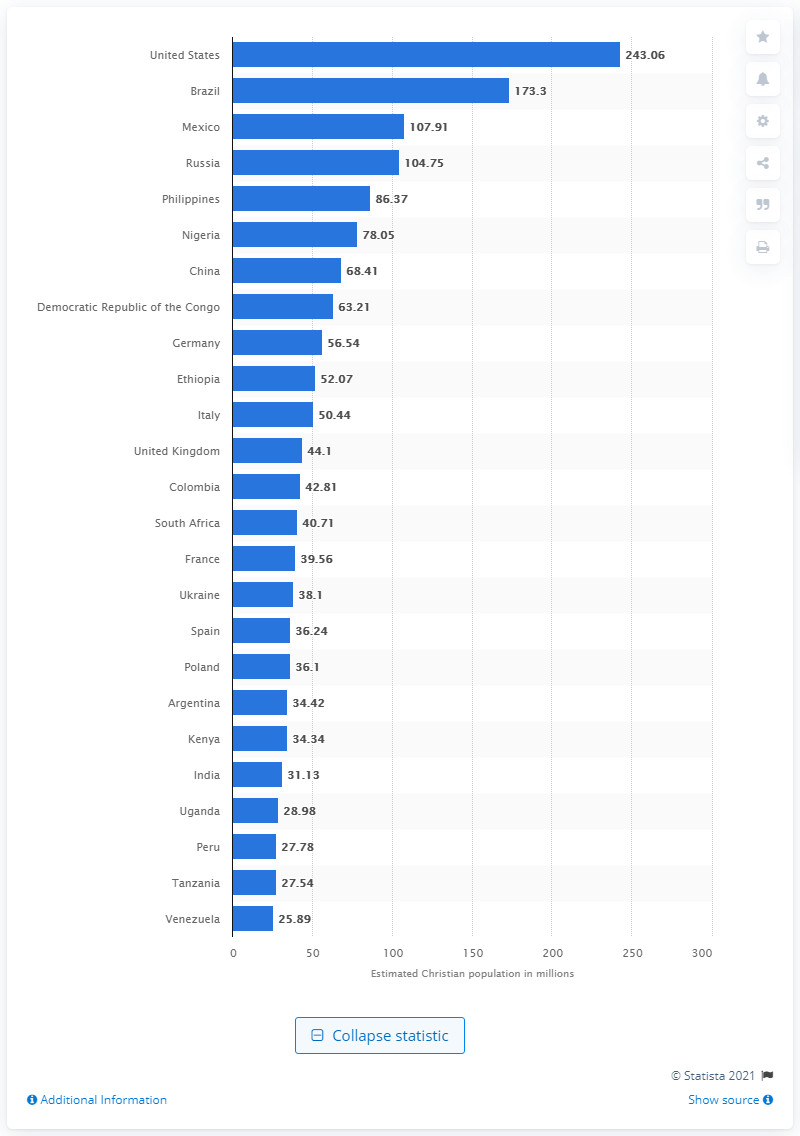 United States 243.06
Brazil 173.3
Mexico 107.91
Russia 104.75
Philippines 86.37
Nigeria 78.05
China 68.41
Democratic Republic of the Congo 63.21
Germany 56.54
Ethiopia 52.07
Italy 50.44
United Kingdom 44.1
Colombia 42.81
South Africa 40.71
France 39.56
Ukraine 38.1
Spain 36.24
Poland 36.1
Argentina 34.42
Kenya 34.34
India 31.13
Uganda 28.98
Peru 27.78
Tanzania 27.54
Venezuela 25.89
0 50 100 150 200 250 300
Estimated Christian population in millions
Collapse statistic
© Statista 2021
Additional Information Show source